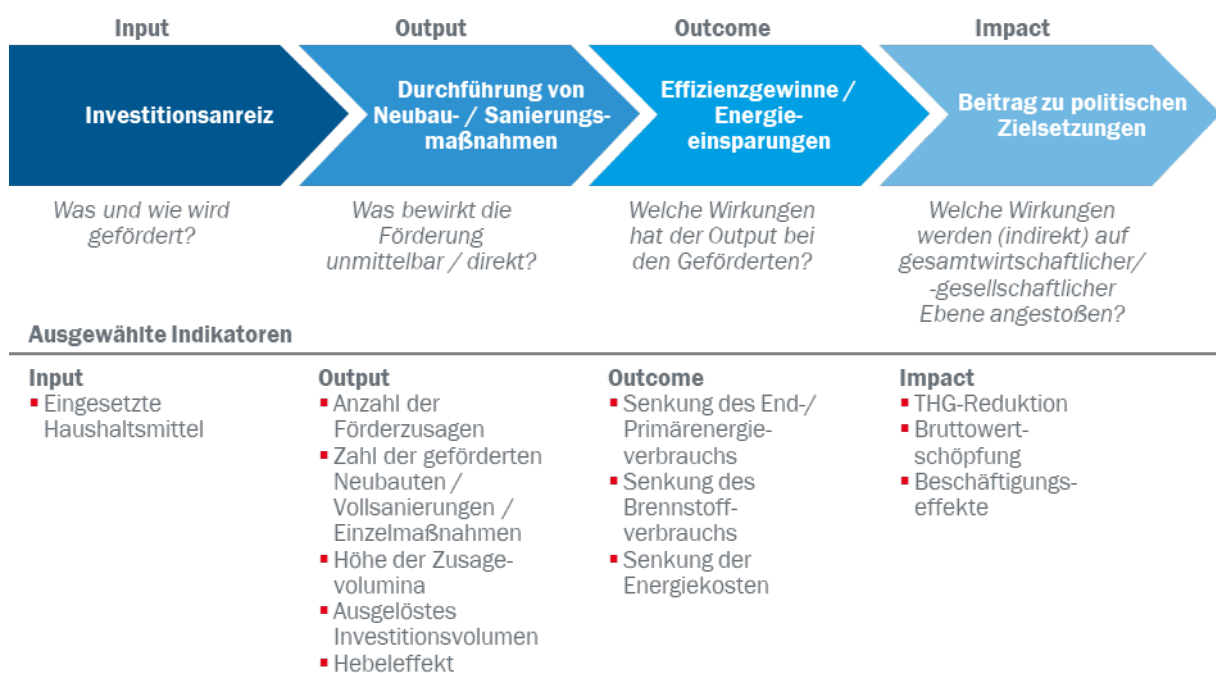 Input
Output
Outcome
Impact
Investitionsanreiz
Durchführung von
Neubau- / Sanierungs-
maßnahmen
Effizienzgewinne /
Energie-
einsparungen
Beitrag zu politischen
Zielsetzungen
Was und wie wird
gefördert?
Was bewirkt die
Förderung
unmittelbar / direkt?
Welche Wirkungen
hat der Output bei
den Geförderten?
Welche Wirkungen
werden (indirekt) auf
gesamtwirtschaftlicher/
-gesellschaftlicher
Ebene angestoßen?
Ausgewählte Indikatoren
Input
▪ Eingesetzte
Haushaltsmittel
Output
▪ Anzahl der
Förderzusagen
▪ Zahl der geförderten
Neubauten /
Vollsanierungen /
Einzelmaßnahmen
▪ Höhe der Zusage-
volumina
▪ Ausgelöstes
Investitionsvolumen
▪ Hebeleffekt
Outcome
▪ Senkung des End-/
Primärenergie-
verbrauchs
▪ Senkung des
Brennstoff-
verbrauchs
▪ Senkung der
Energiekosten
Impact
▪ THG-Reduktion
▪ Bruttowert-
schöpfung
▪ Beschäftigungs-
effekte